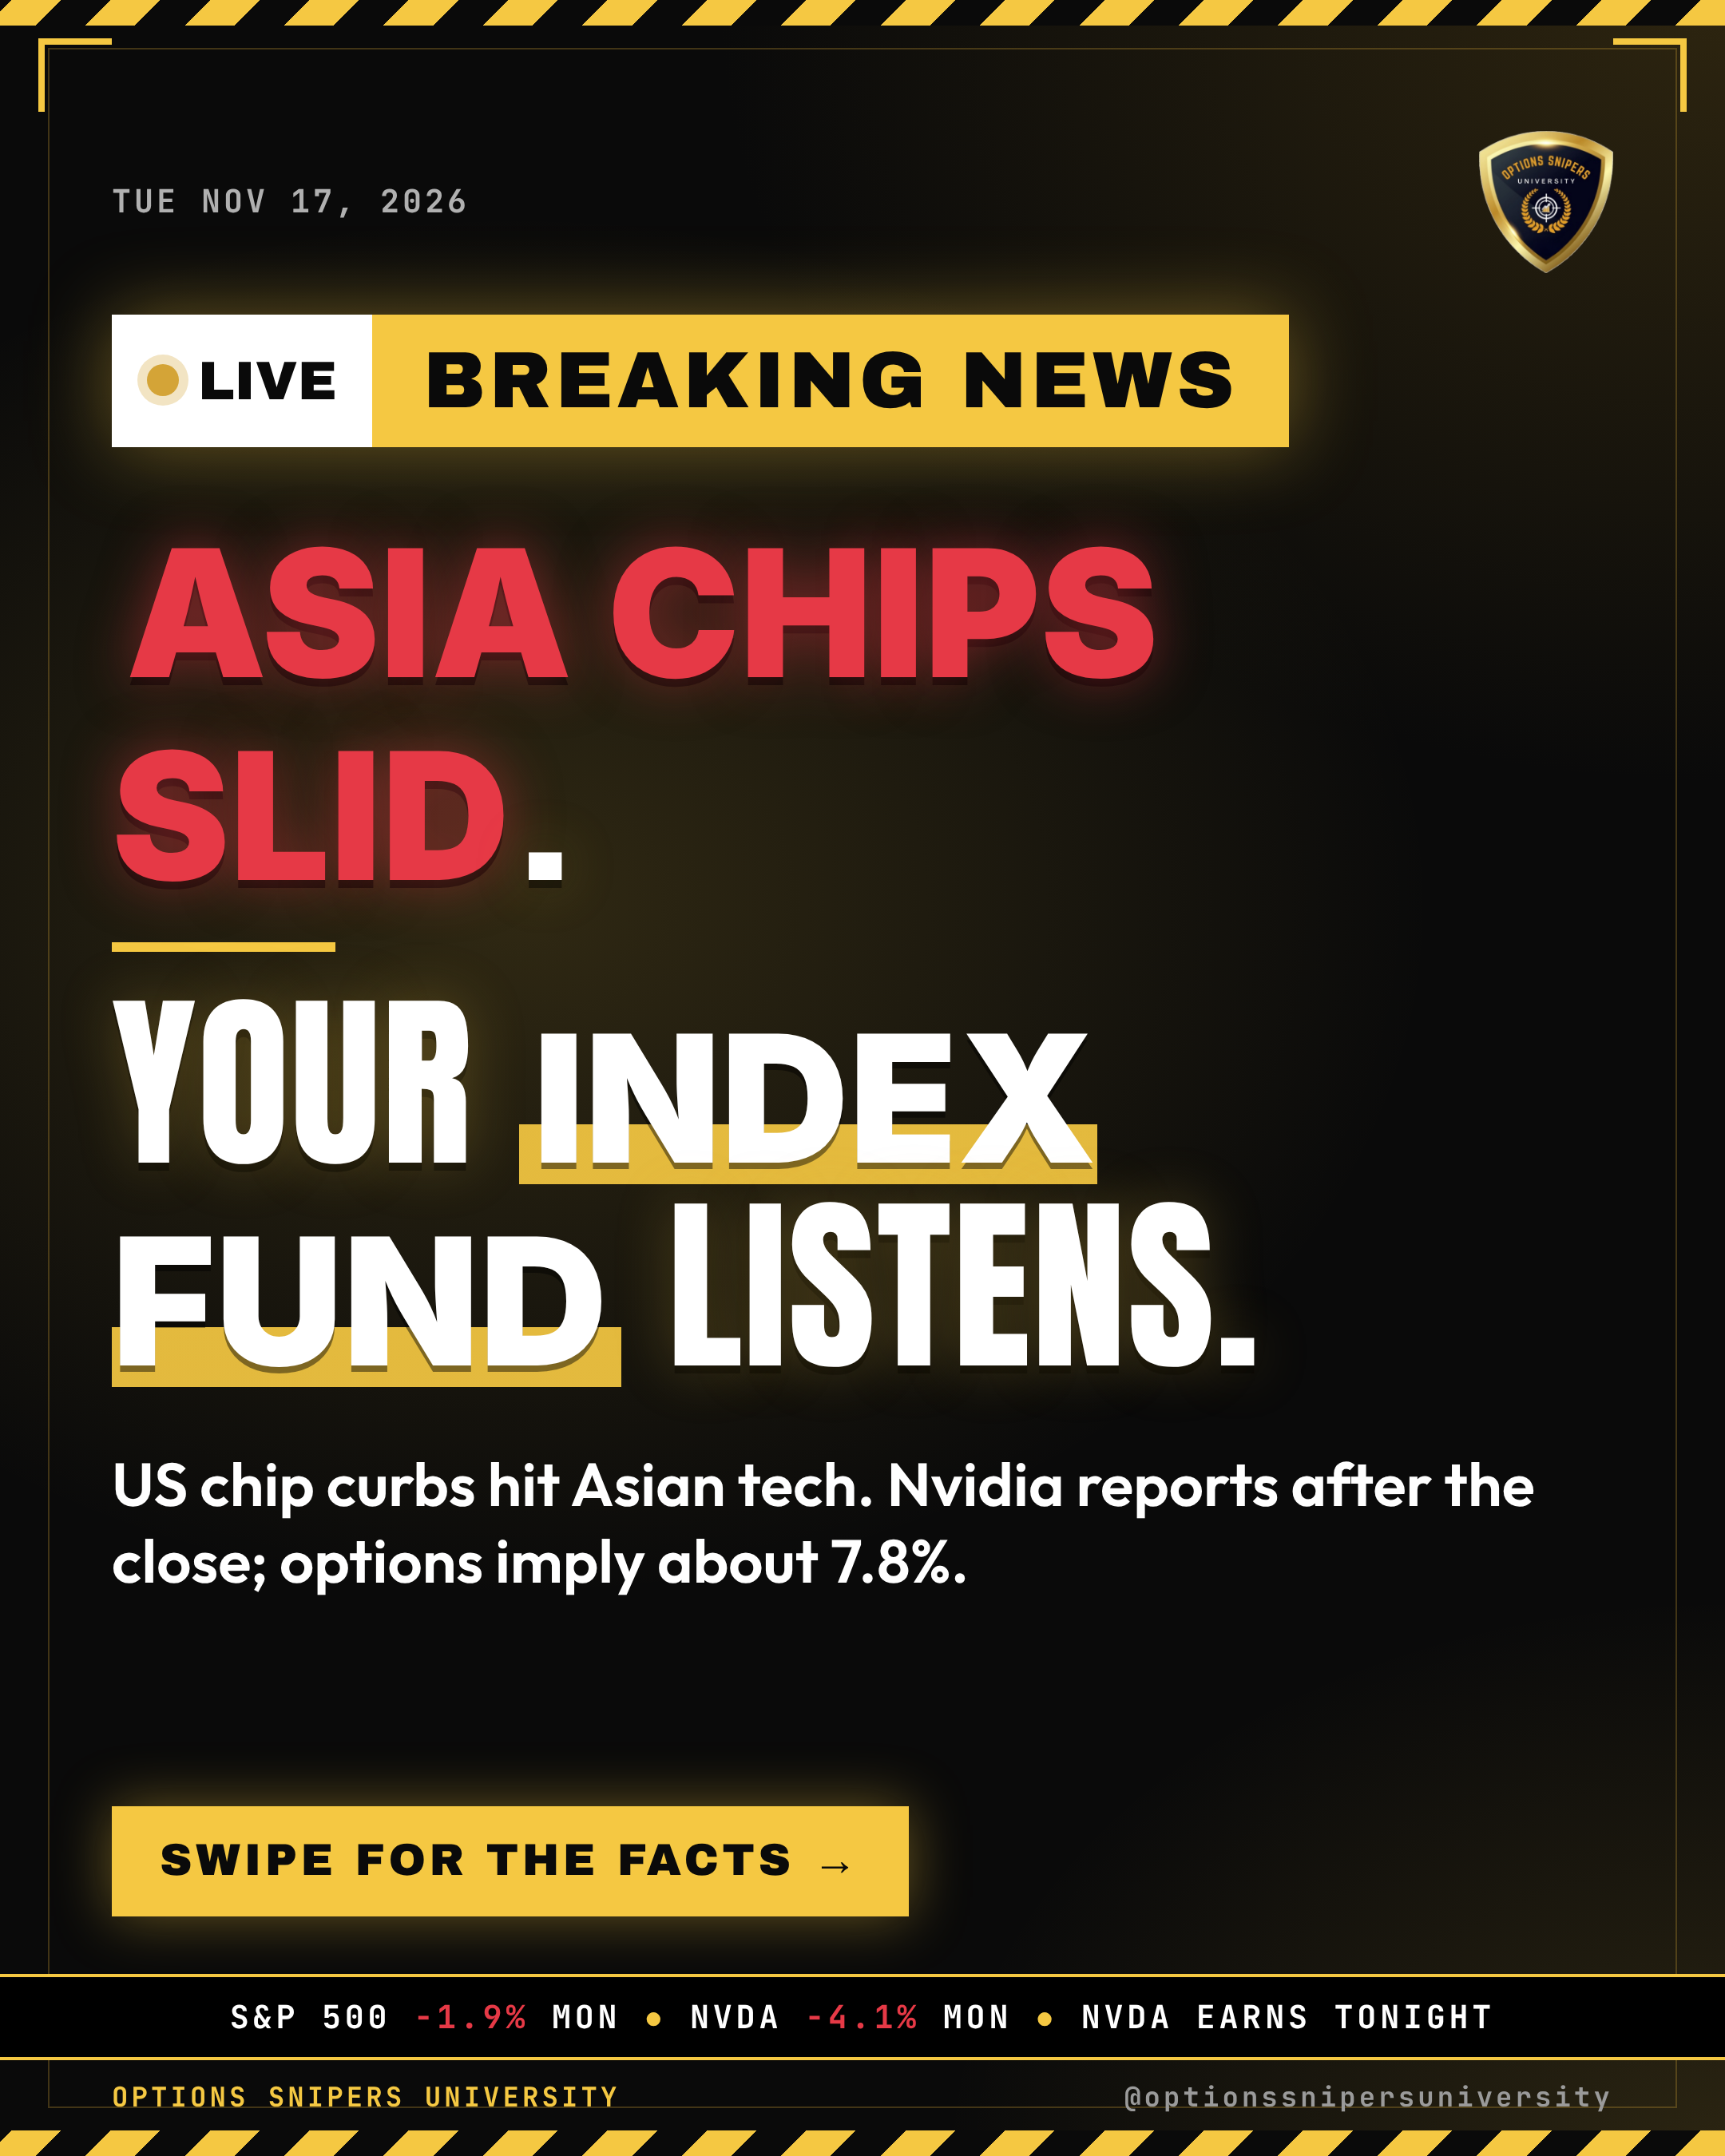 TUE NOV 17, 2026
OPTIONS SNIPERS
UNIVERSITY
LIVE
BREAKING NEWS
ASIA CHIPS
SLID.
YOUR INDEX
FUND LISTENS.
US chip curbs hit Asian tech. Nvidia reports after the
close; options imply about 7.8%.
SWIPE FOR THE FACTS →
S&P 500 -1.9% MON • NVDA -4.1% MON • NVDA EARNS TONIGHT
OPTIONS SNIPERS UNIVERSITY
@optionssnipersuniversity